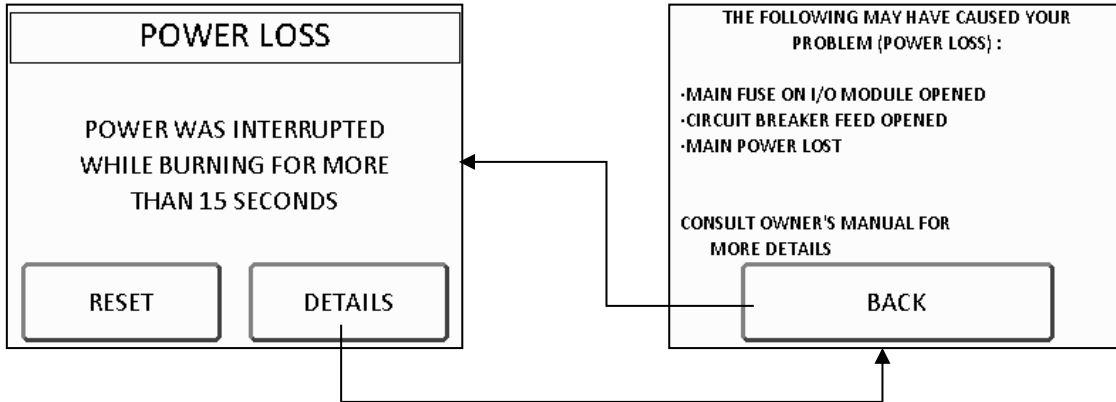 POWER LOSS
POWER WAS INTERRUPTED
WHILE BURNING FOR MORE
THAN 15 SECONDS
RESET
DETAILS
THE FOLLOWING MAY HAVE CAUSED YOUR
PROBLEM (POWER LOSS) :
·MAIN FUSE ON I/O MODULE OPENED
·CIRCUIT BREAKER FEED OPENED
·MAIN POWER LOST
CONSULT OWNER'S MANUAL FOR
MORE DETAILS
BACK